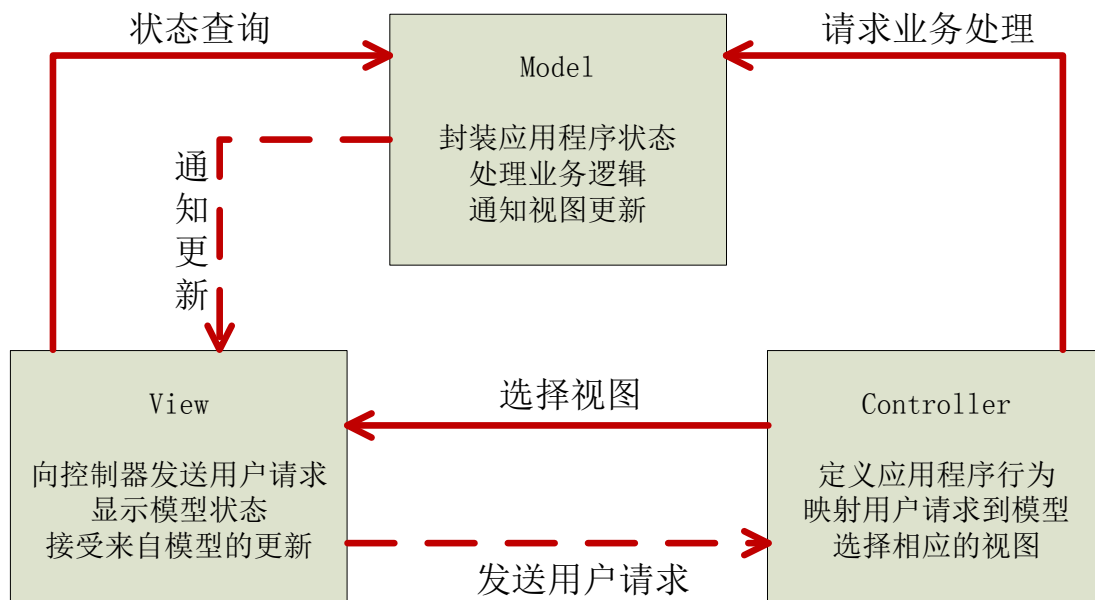 状态查询
请求业务处理
Model
封装应用程序状态
处理业务逻辑
通知视图更新
通知更新
选择视图
View
向控制器发送用户请求
显示模型状态
接受来自模型的更新
Controller
定义应用程序行为
映射用户请求到模型
选择相应的视图
发送用户请求